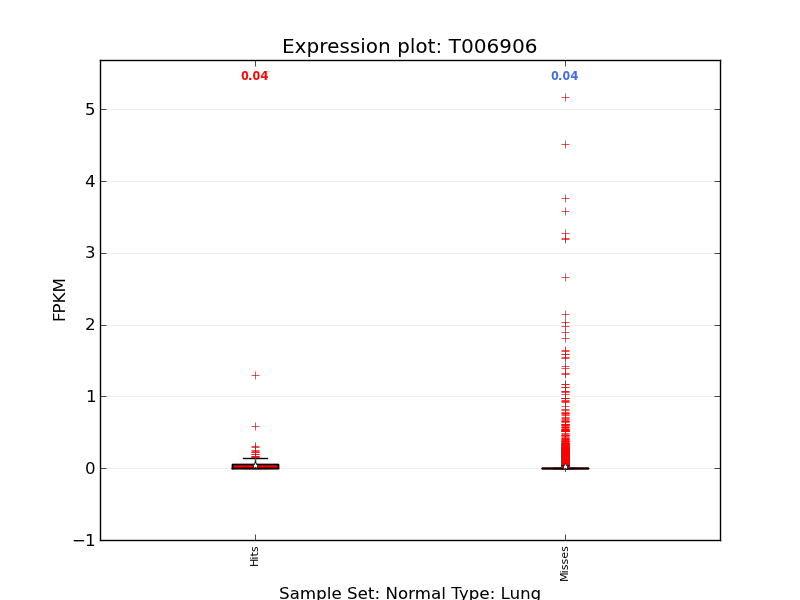 Expression plot: T006906
0.04
0.04
5
4
3
2
1
0
−1
FPKM
Hits
Misses
Sample Set: Normal Type: Lung